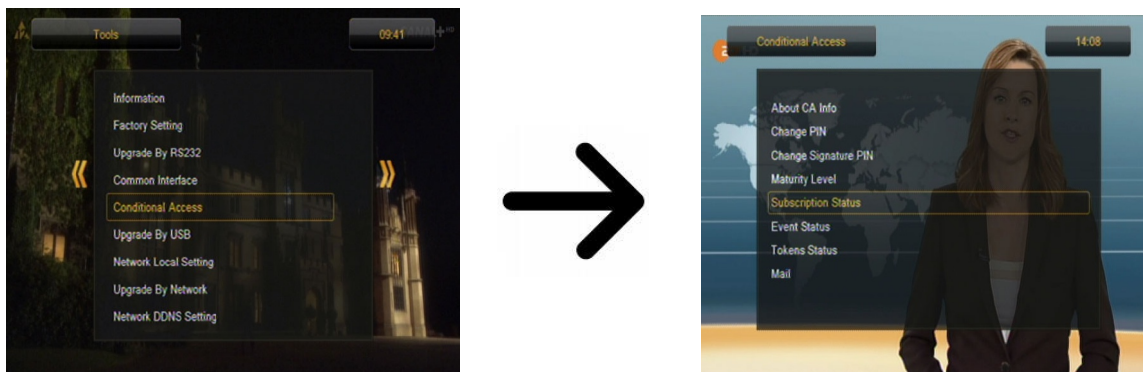 Tools
09:41
Information
Factory Setting
Upgrade By RS232
Common Interface
Conditional Access
Upgrade By USB
Network Local Setting
Upgrade By Network
Network DDNS Setting
Conditional Access
14:08
About CA Info
Change PIN
Change Signature PIN
Maturity Level
Subscription Status
Event Status
Tokens Status
Mail